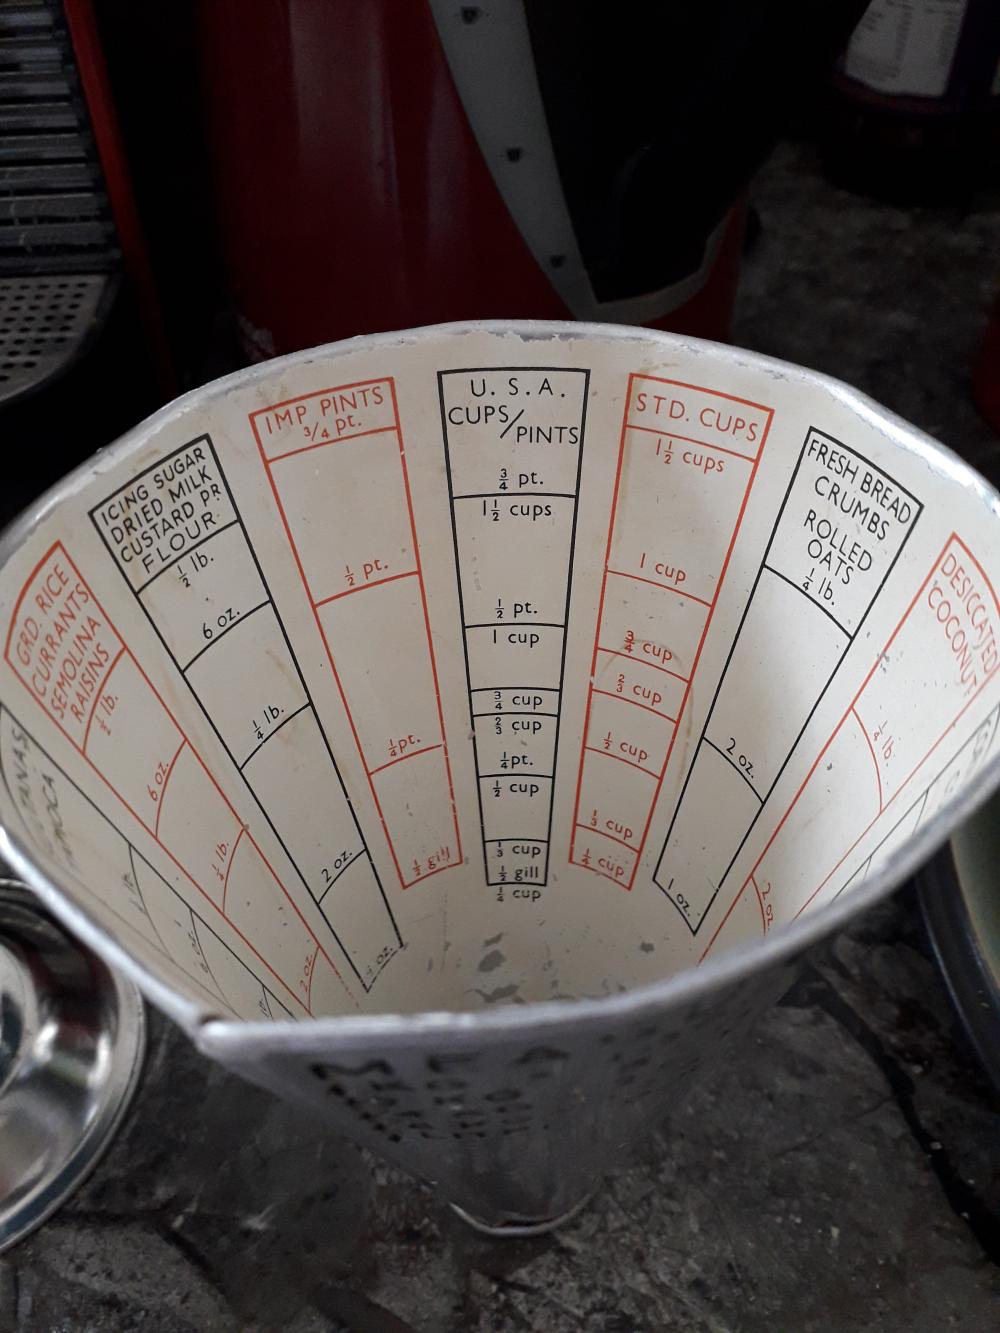 GRD. RICE
CURRANTS
SEMOLINA
RAISINS
½ lb.
6 oz.
¼ lb.
2 oz.
ICING SUGAR
DRIED MILK
CUSTARD PR
FLOUR
½ lb.
6 oz.
¼ lb.
2 oz.
IMP PINTS
3/4 pt.
½ pt.
¼ pt.
½ gill
U.S.A.
CUPS/PINTS
¾ pt.
1½ cups
½ pt.
1 cup
¾ cup
⅔ cup
¼ pt.
½ cup
⅓ cup
½ gill
¼ cup
STD. CUPS
1½ cups
1 cup
¾ cup
⅔ cup
½ cup
⅓ cup
¼ cup
FRESH BREAD
CRUMBS
ROLLED
OATS
¼ lb.
2 oz.
1 oz.
DESICCATED
COCONUT
¼ lb.
2 oz.